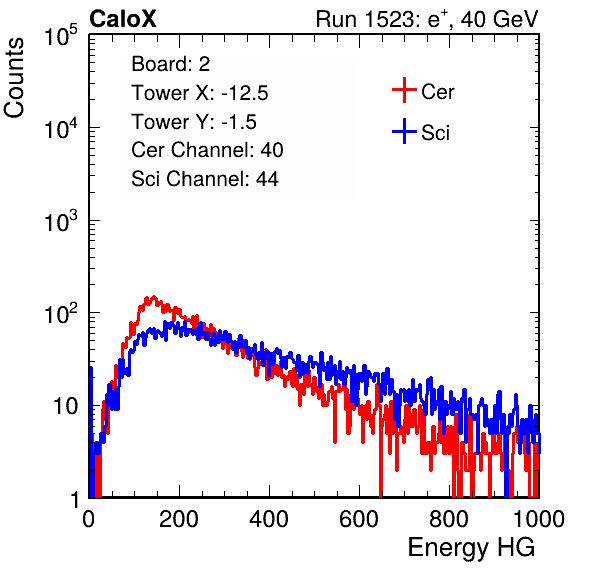 CaloX Run 1523: e⁺, 40 GeV
Counts
10⁵
10⁴
10³
10²
10
1
Board: 2
Tower X: -12.5
Tower Y: -1.5
Cer Channel: 40
Sci Channel: 44
Cer
Sci
0 200 400 600 800 1000
Energy HG